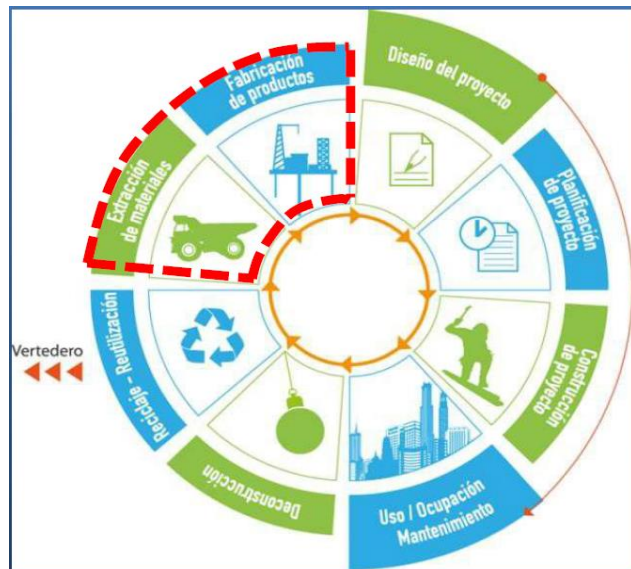 Diseño del proyecto
Planificación
de proyecto
Construcción
de proyecto
Uso / Ocupación
Mantenimiento
Deconstrucción
Reciclaje - Reutilización
Vertedero
Extracción
de materiales
Fabricación
de productos